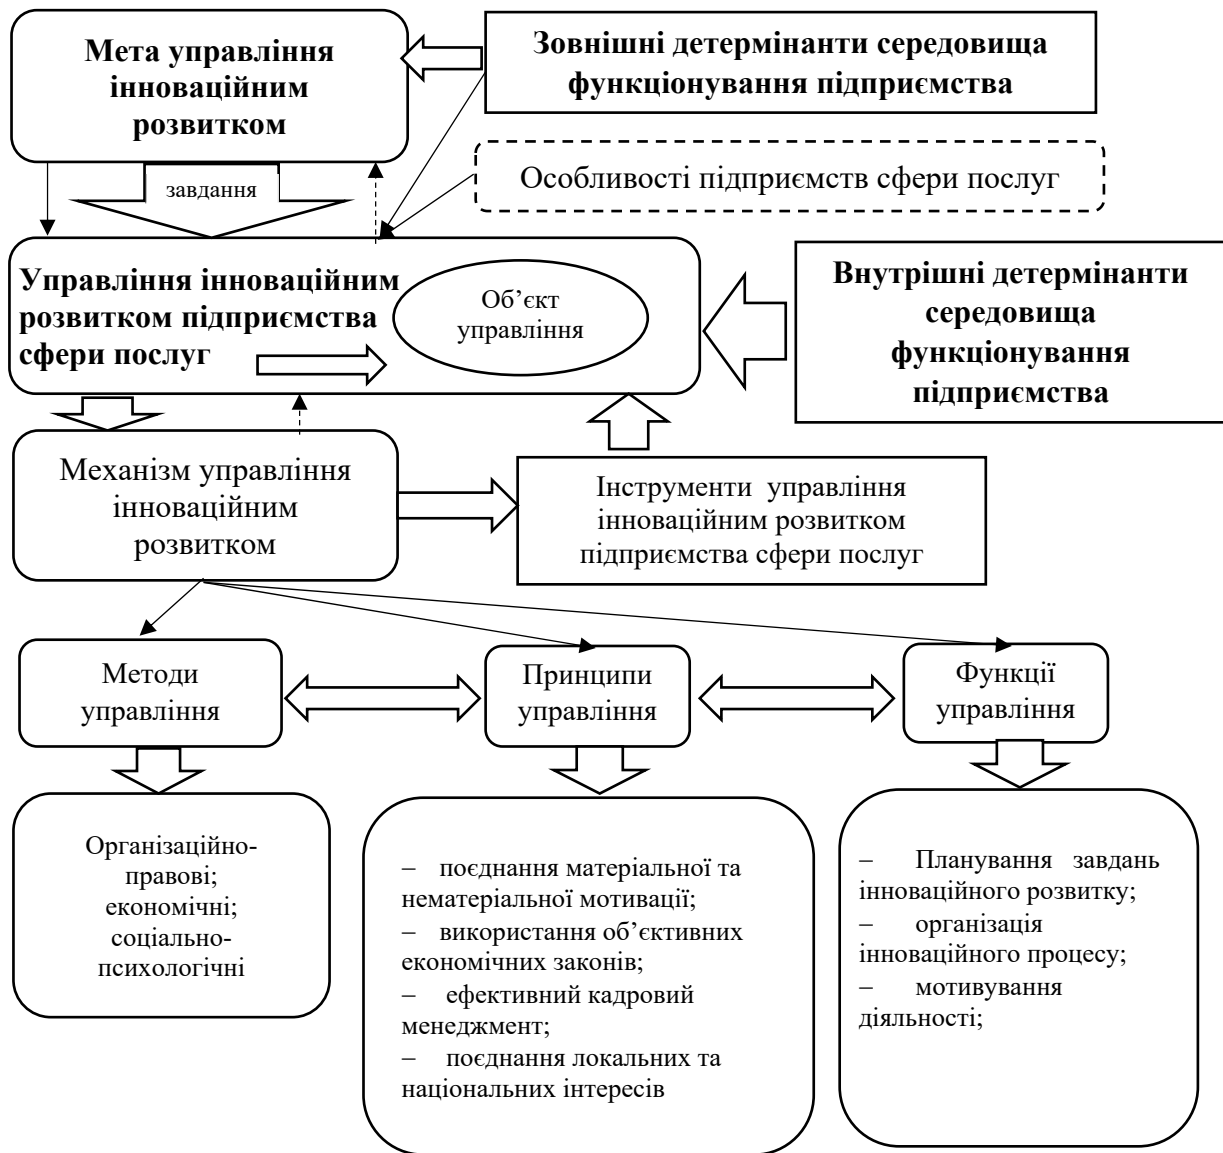 Мета управління
інноваційним
розвитком
Зовнішні детермінанти середовища
функціонування підприємства
завдання
Особливості підприємств сфери послуг
Управління інноваційним
розвитком підприємства
сфери послуг
Об’єкт
управління
Внутрішні детермінанти
середовища
функціонування
підприємства
Механізм управління
інноваційним
розвитком
Інструменти управління
інноваційним розвитком
підприємства сфери послуг
Методи
управління
Принципи
управління
Функції
управління
Організаційно-
правові;
економічні;
соціально-
психологічні
– поєднання матеріальної та
нематеріальної мотивації;
– використання об’єктивних
економічних законів;
– ефективний кадровий
менеджмент;
– поєднання локальних та
національних інтересів
– Планування завдань
інноваційного розвитку;
– організація
інноваційного процесу;
– мотивування
діяльності;